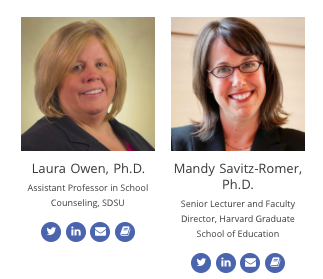 Laura Owen, Ph.D.
Assistant Professor in School
Counseling, SDSU
Mandy Savitz-Romer,
Ph.D.
Senior Lecturer and Faculty
Director, Harvard Graduate
School of Education